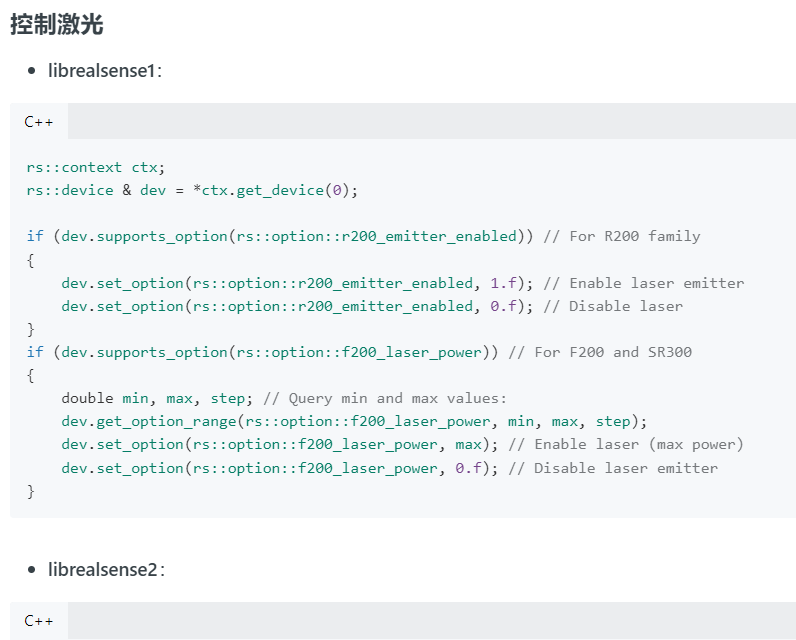 控制激光
• librealsense1:
C++
rs::context ctx;
rs::device & dev = *ctx.get_device(0);
if (dev.supports_option(rs::option::r200_emitter_enabled)) // For R200 family
{
    dev.set_option(rs::option::r200_emitter_enabled, 1.f); // Enable laser emitter
    dev.set_option(rs::option::r200_emitter_enabled, 0.f); // Disable laser
}
if (dev.supports_option(rs::option::f200_laser_power)) // For F200 and SR300
{
    double min, max, step; // Query min and max values:
    dev.get_option_range(rs::option::f200_laser_power, min, max, step);
    dev.set_option(rs::option::f200_laser_power, max); // Enable laser (max power)
    dev.set_option(rs::option::f200_laser_power, 0.f); // Disable laser emitter
}
• librealsense2:
C++